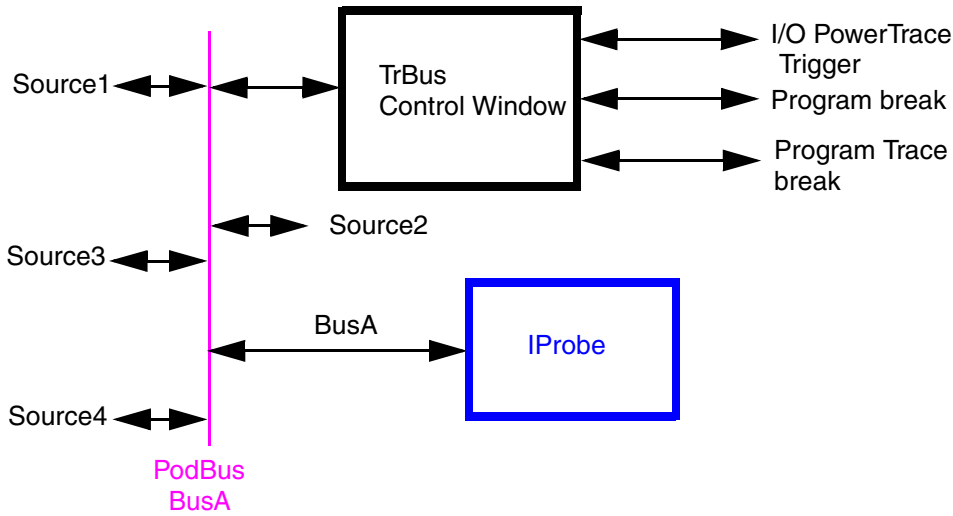 I/O PowerTrace
Trigger
Source1
TrBus
Control Window
Program break
Program Trace
break
Source2
Source3
BusA
IProbe
Source4
PodBus
BusA